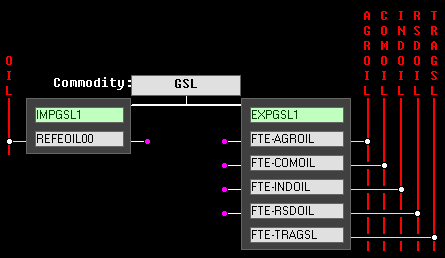 OIL
AGROIL
COMOIL
INDOIL
RSDOIL
TRAGSL
Commodity:
GSL
IMPGSL1
REFEOIL00
EXPGSL1
FTE-AGROIL
FTE-COMOIL
FTE-INDOIL
FTE-RSDOIL
FTE-TRAGSL